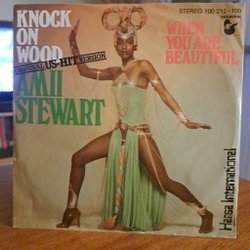 KNOCK
ON
WOOD
ORIGINAL US-HIT VERSION
AMII
STEWART
STEREO 100 212-100
WHEN
YOU ARE
BEAUTIFUL
Hansa International